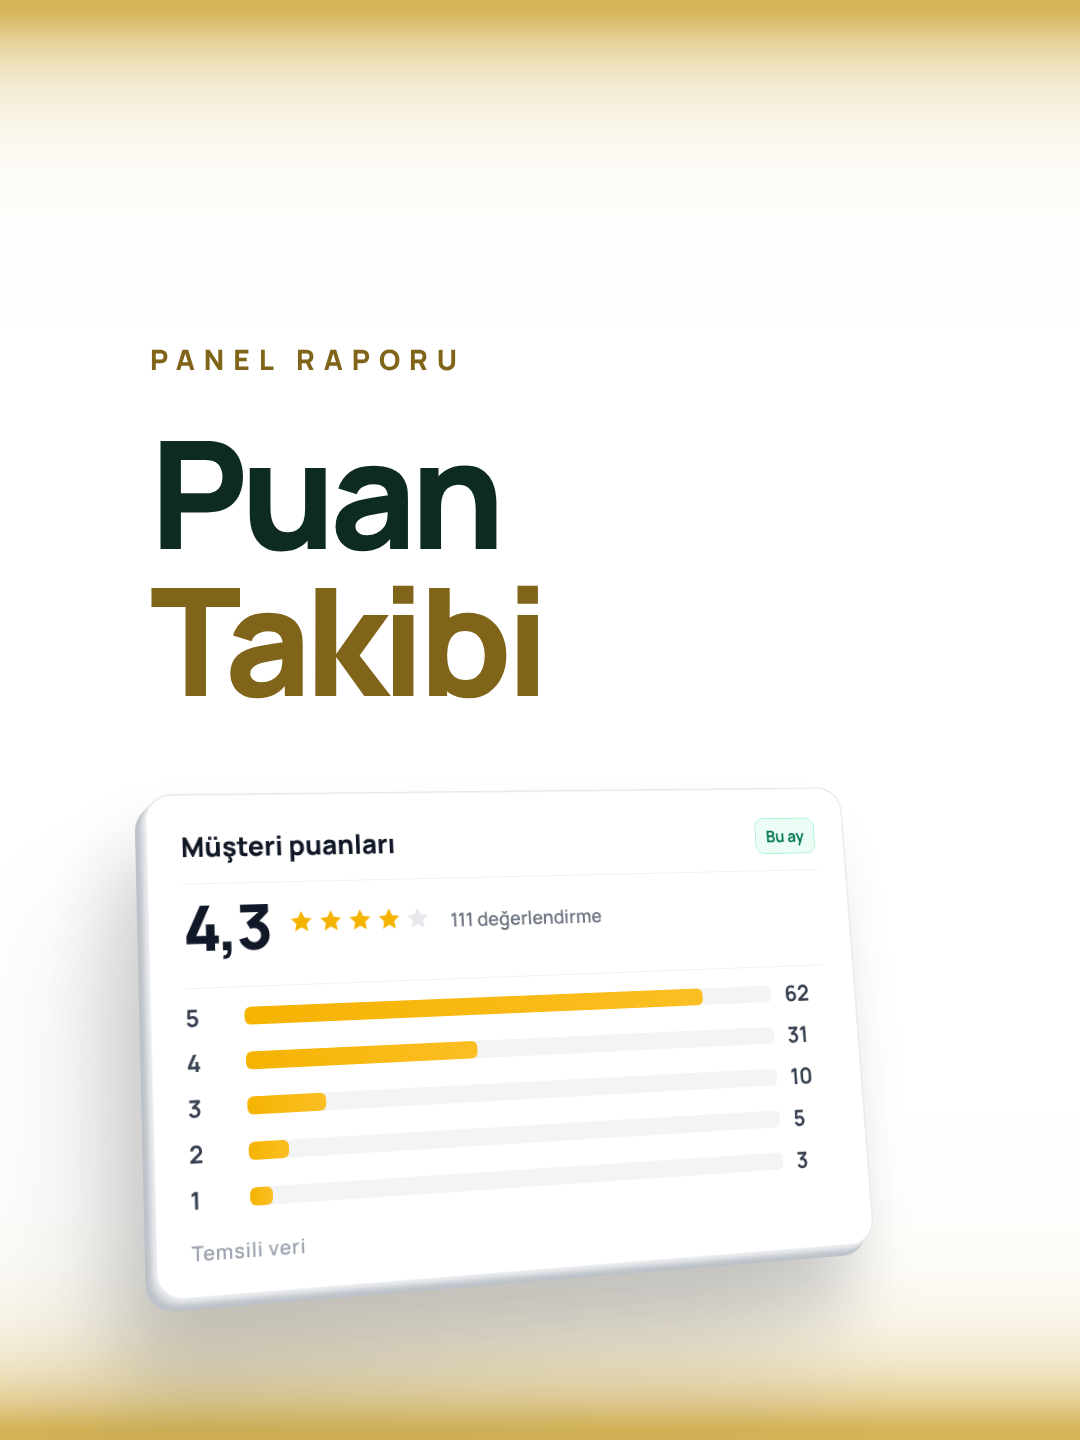 PANEL RAPORU
Puan
Takibi
Müşteri puanları
Bu ay
4,3
111 değerlendirme
5 62
4 31
3 10
2 5
1 3
Temsili veri